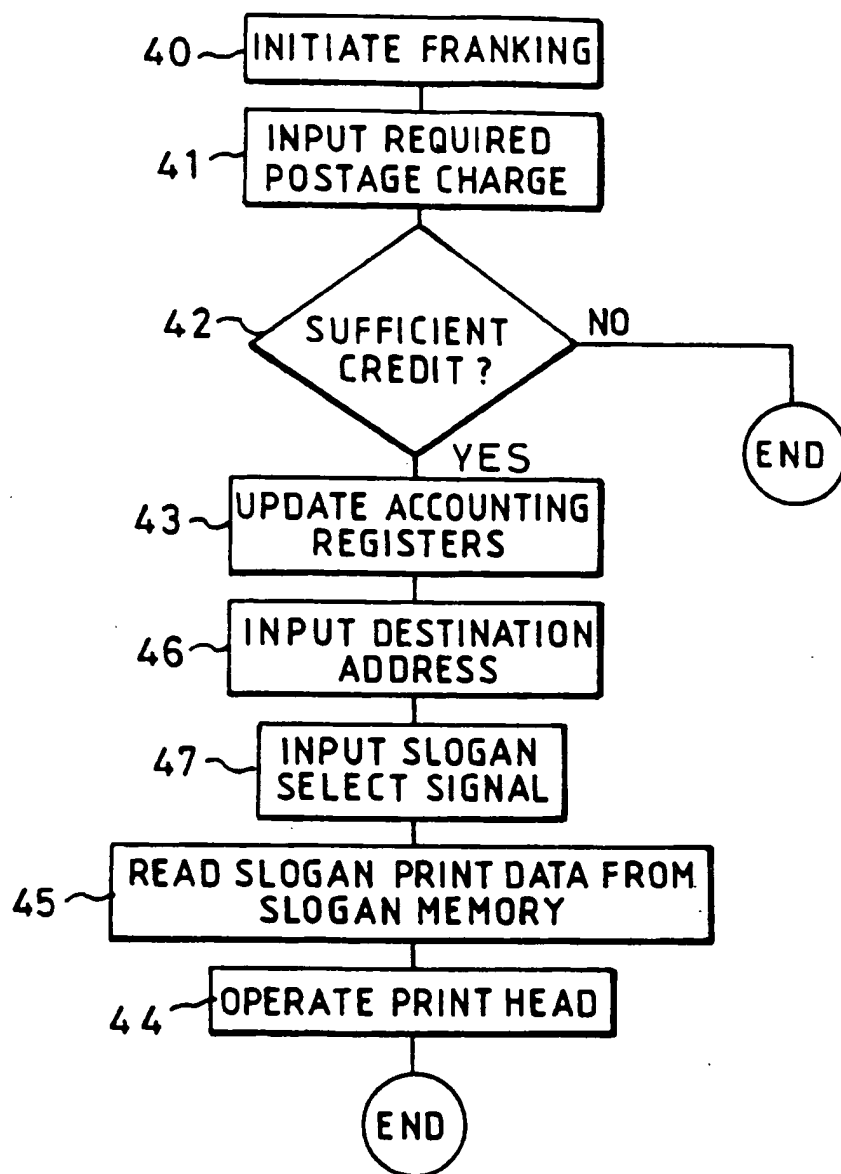 40
INITIATE FRANKING
41
INPUT REQUIRED
POSTAGE CHARGE
42
SUFFICIENT
CREDIT ?
NO
END
YES
43
UPDATE ACCOUNTING
REGISTERS
46
INPUT DESTINATION
ADDRESS
47
INPUT SLOGAN
SELECT SIGNAL
45
READ SLOGAN PRINT DATA FROM
SLOGAN MEMORY
44
OPERATE PRINT HEAD
END